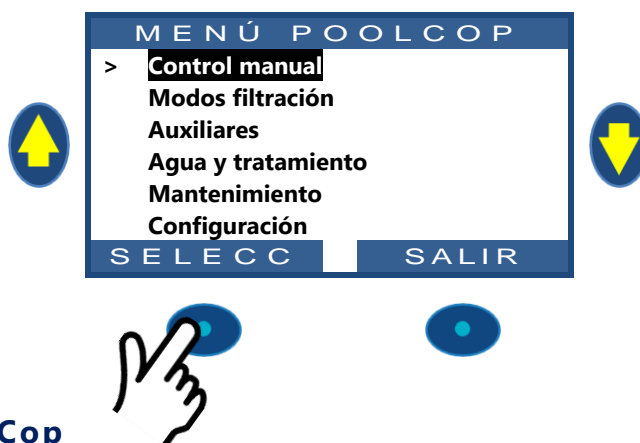 MENÚ POOLCOP
> Control manual
Modos filtración
Auxiliares
Agua y tratamiento
Mantenimiento
Configuración
SELECC SALIR
Cop